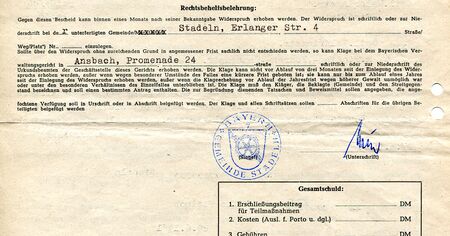 Rechtsbehelfsbelehrung:
Gegen diesen Bescheid kann binnen eines Monats nach seiner Bekanntgabe Widerspruch erhoben werden. Der Widerspruch ist schriftlich oder zur Nie-
derschrift bei der unterfertigten Gemeinde Stadeln, Erlanger Str. 4 Straße/
Weg/Platz) Nr. einzulegen.
Sollte über den Widerspruch ohne zureichenden Grund in angemessener Frist sachlich nicht entschieden werden, so kann Klage bei dem Bayerischen Ver-
waltungsgericht in Ansbach, Promenade 24 straße – schriftlich oder zur Niederschrift des
Urkundsbeamten der Geschäftsstelle dieses Gerichts erhoben werden. Die Klage kann nicht vor Ablauf von drei Monaten seit der Einlegung des Wider-
spruchs erhoben werden, außer wenn wegen besonderer Umstände des Falles eine kürzere Frist geboten ist; sie kann nur bis zum Ablauf eines Jahres
seit der Einlegung des Widerspruchs erhoben werden, außer wenn die Klageerhebung vor Ablauf der Jahresfrist wegen höherer Gewalt unmöglich war
oder unter den besonderen Verhältnissen des Einzelfalles unterblieben ist. Die Klage muß den Kläger, die Beklagte (Gemeinde) und den Streitgegen-
stand bezeichnen und soll einen bestimmten Antrag enthalten. Die zur Begründung dienenden Tatsachen und Beweismittel sollen angegeben, die ange-
fochtene Verfügung soll in Urschrift oder in Abschrift beigefügt werden. Der Klage und allen Schriftsätzen sollen Abschriften für die übrigen Be-
teiligten beigefügt werden
BAYERN
GEMEINDE STADELN
(Siegel)
(Unterschrift)
Gesamtschuld:
1. Erschließungsbeitrag DM
für Teilmaßnahmen
2. Kosten (Ausl. f. Porto u. dgl.) DM
3. Gebühren DM